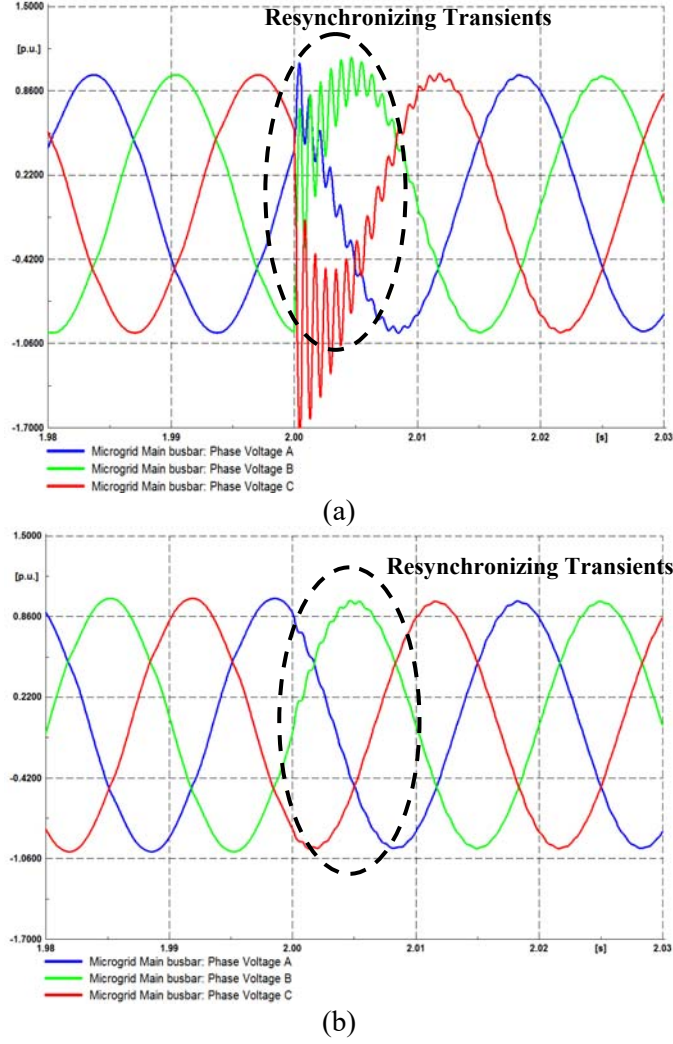 Resynchronizing Transients
1.5000
[p.u.]
0.8600
0.2200
-0.4200
-1.0600
-1.7000
1.98 1.99 2.00 2.01 2.02 [s] 2.03
Microgrid Main busbar: Phase Voltage A
Microgrid Main busbar: Phase Voltage B
Microgrid Main busbar: Phase Voltage C
(a)
1.5000
Resynchronizing Transients
[p.u.]
0.8600
0.2200
-0.4200
-1.0600
-1.7000
1.98 1.99 2.00 2.01 2.02 [s] 2.03
Microgrid Main busbar: Phase Voltage A
Microgrid Main busbar: Phase Voltage B
Microgrid Main busbar: Phase Voltage C
(b)